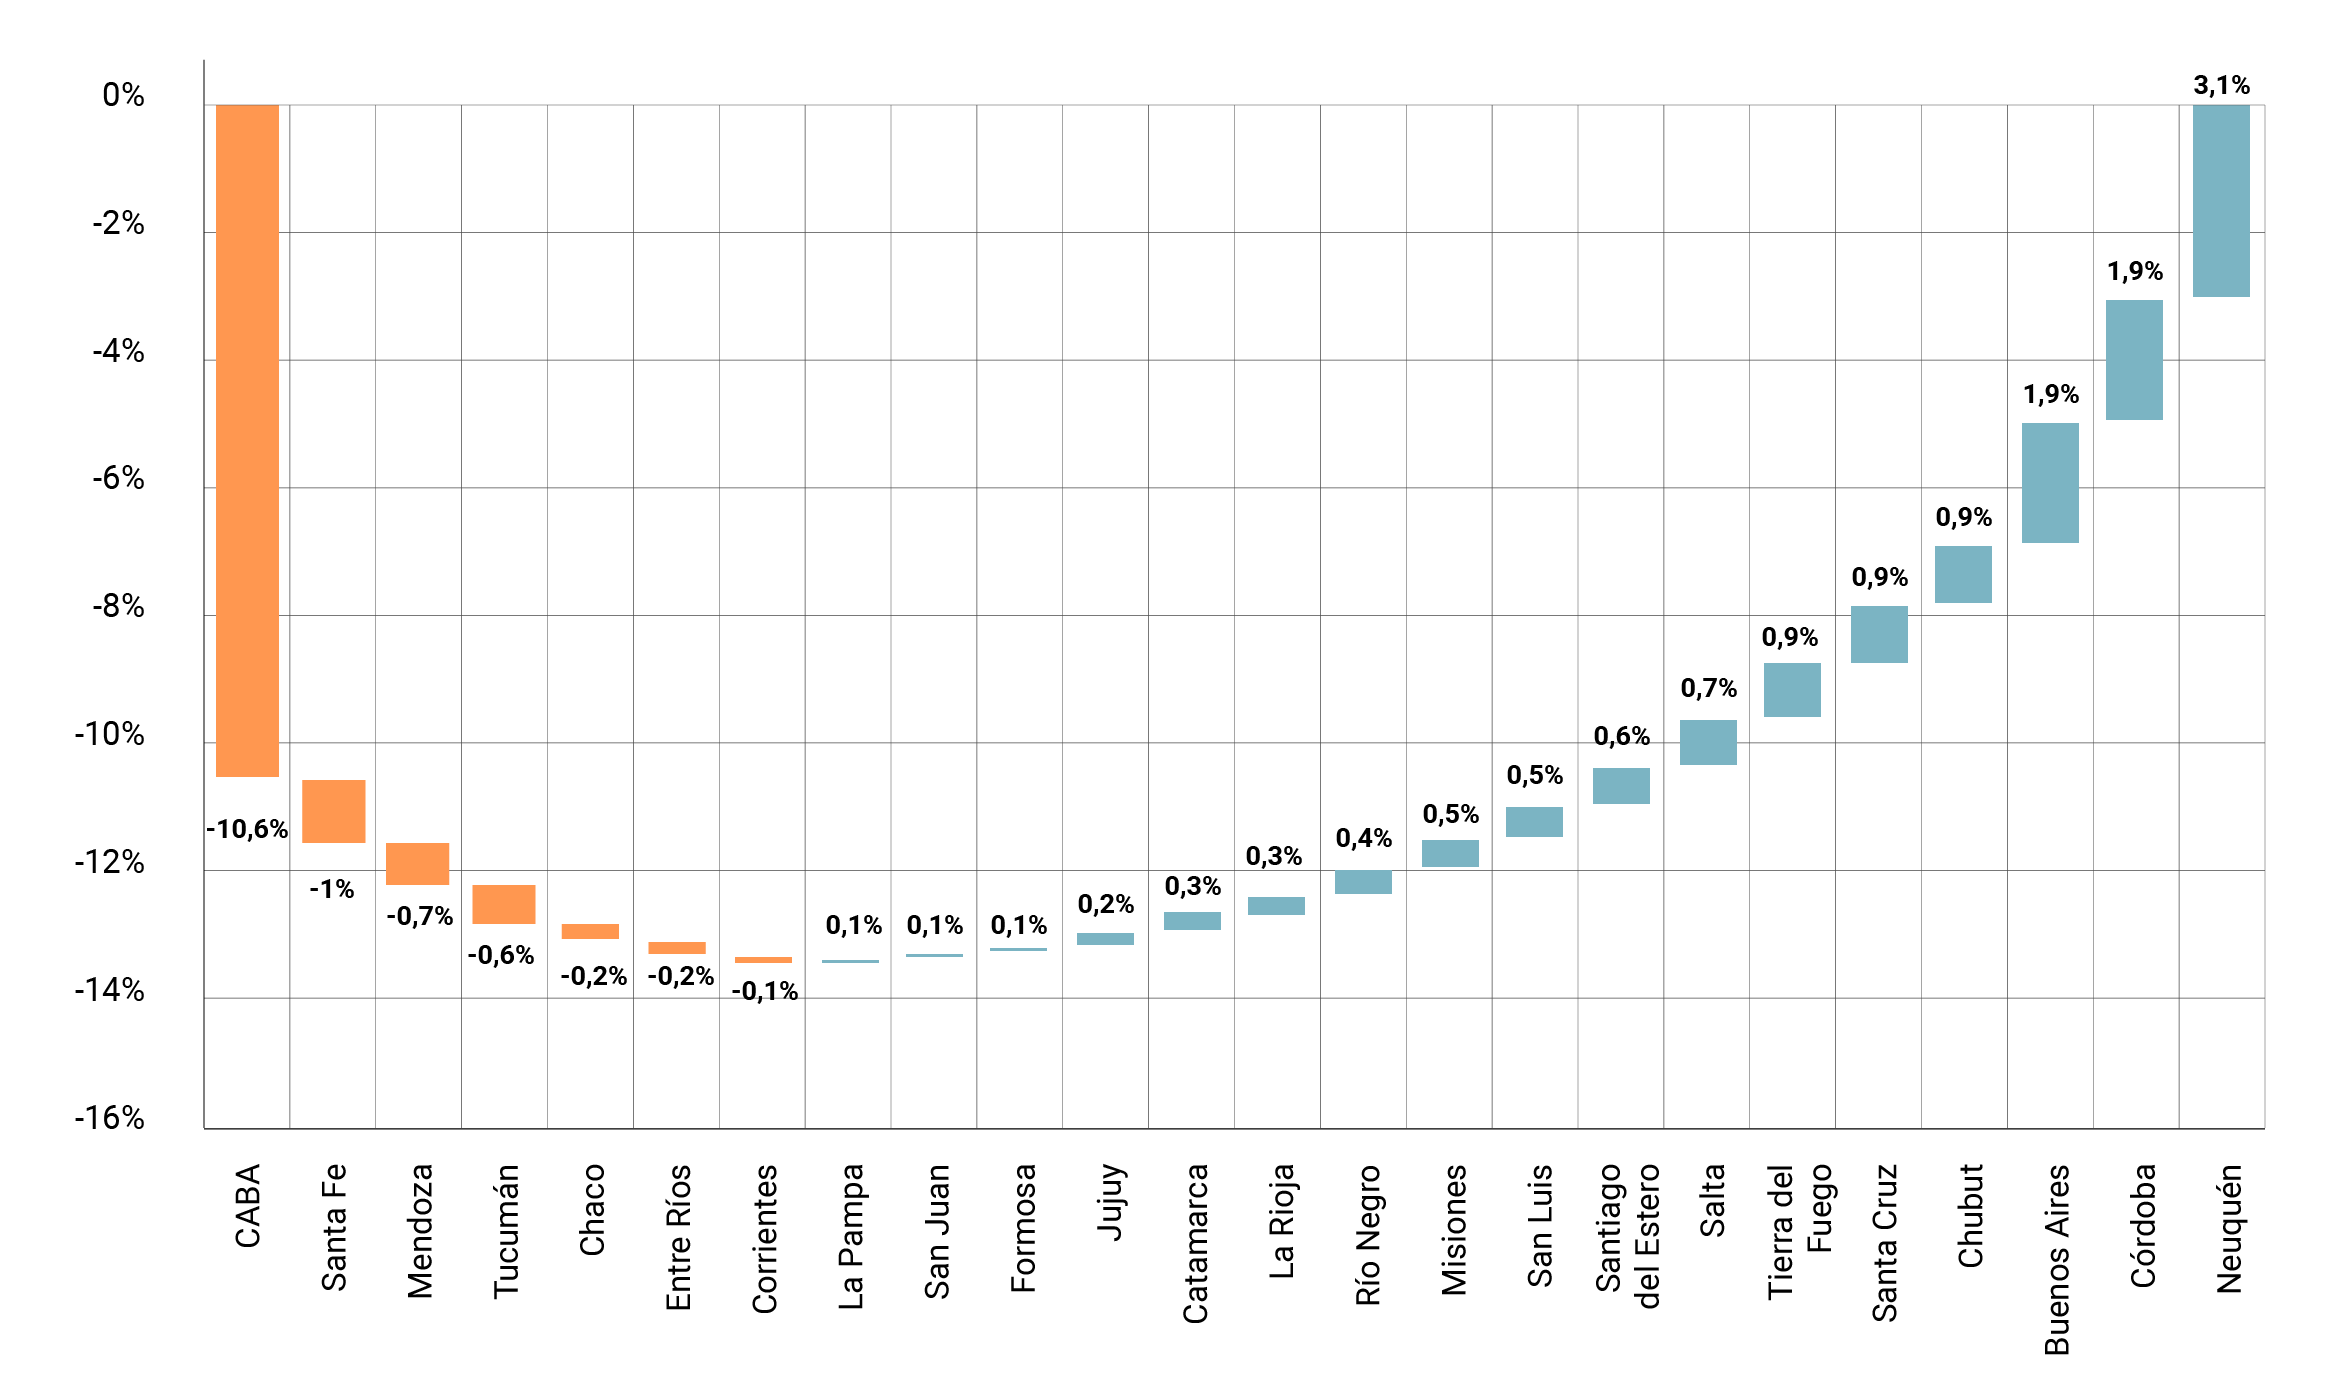 0%
-2%
-4%
-6%
-8%
-10%
-12%
-14%
-16%
-10,6%
-1%
-0,7%
-0,6%
-0,2%
-0,2%
-0,1%
0,1%
0,1%
0,1%
0,2%
0,3%
0,3%
0,4%
0,5%
0,5%
0,6%
0,7%
0,9%
0,9%
0,9%
1,9%
1,9%
3,1%
CABA
Santa Fe
Mendoza
Tucumán
Chaco
Entre Ríos
Corrientes
La Pampa
San Juan
Formosa
Jujuy
Catamarca
La Rioja
Río Negro
Misiones
San Luis
Santiago
del Estero
Salta
Tierra del
Fuego
Santa Cruz
Chubut
Buenos Aires
Córdoba
Neuquén